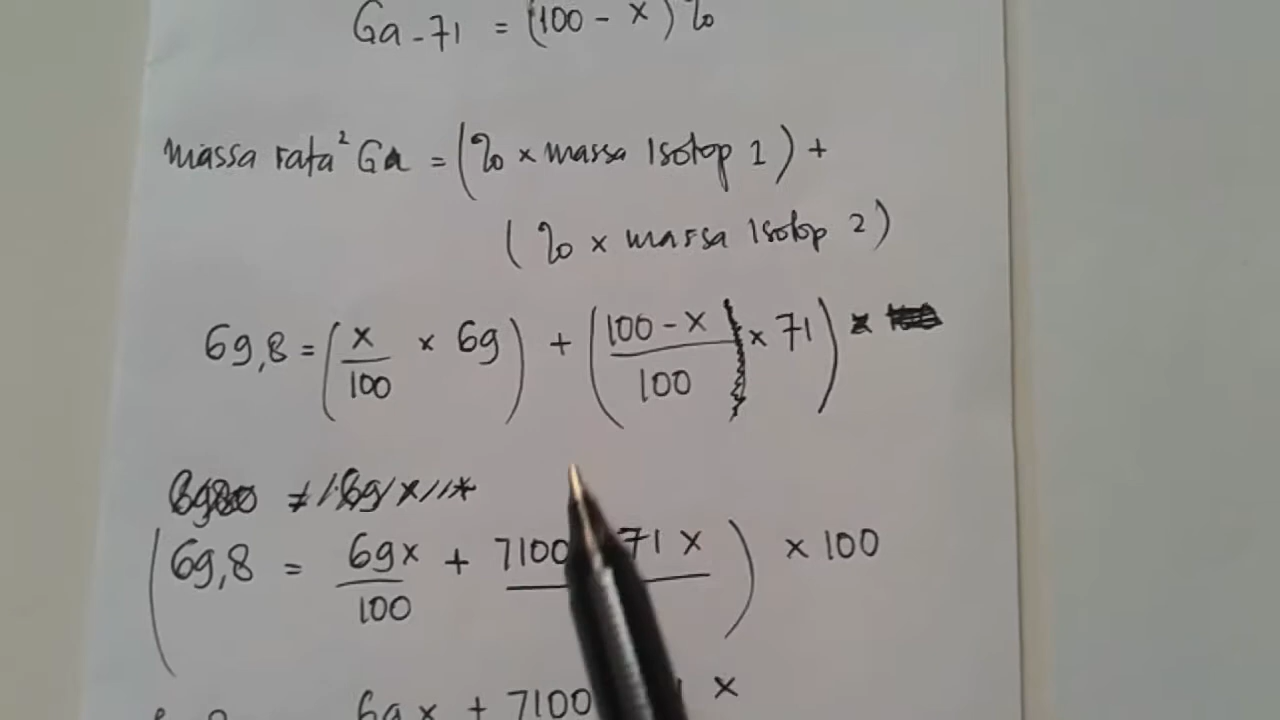 Ga-71 = (100 - x) %
Massa rata² Ga = (% x massa Isotop 1) +
(% x massa Isotop 2)
69,8 = (x/100 x 69) + (100 - x/100 x 71) x
(69,8 = 69x/100 + 7100 71 x) x 100
69x + 7100 x